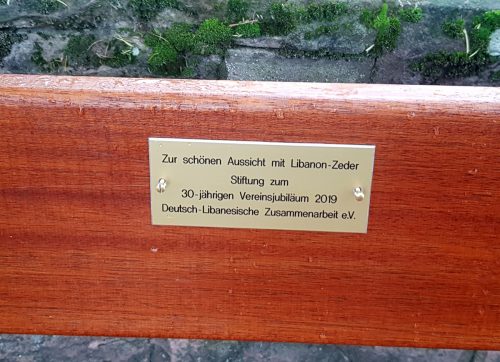 Zur schönen Aussicht mit Libanon-Zeder
Stiftung zum
30-jährigen Vereinsjubiläum 2019
Deutsch-Libanesische Zusammenarbeit e.V.